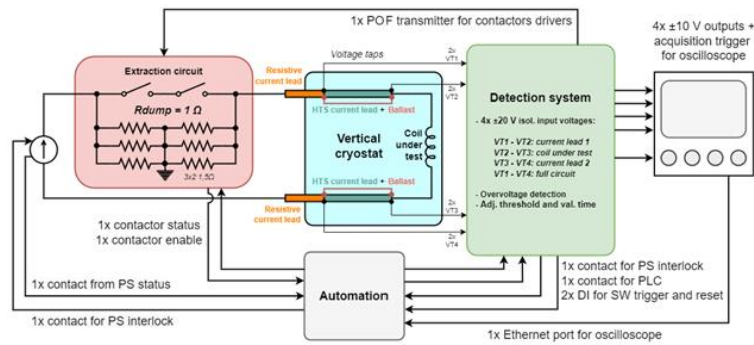 1x POF transmitter for contactors drivers
4x ±10 V outputs +
acquisition trigger
for oscilloscope
Extraction circuit
Rdump = 1 Ω
3x2 1,5Ω
Resistive
current lead
Voltage taps
2x
VT1
2x
VT2
HTS current lead + Ballast
Vertical
cryostat
Coil
under
test
HTS current lead + Ballast
Resistive
current lead
2x
VT3
2x
VT4
Detection system
- 4x ±20 V isol. input voltages:
VT1 - VT2: current lead 1
VT2 - VT3: coil under test
VT3 - VT4: current lead 2
VT1 - VT4: full circuit
- Overvoltage detection
- Adj. threshold and val. time
1x contactor status
1x contactor enable
1x contact from PS status
1x contact for PS interlock
Automation
1x contact for PS interlock
1x contact for PLC
2x DI for SW trigger and reset
1x Ethernet port for oscilloscope